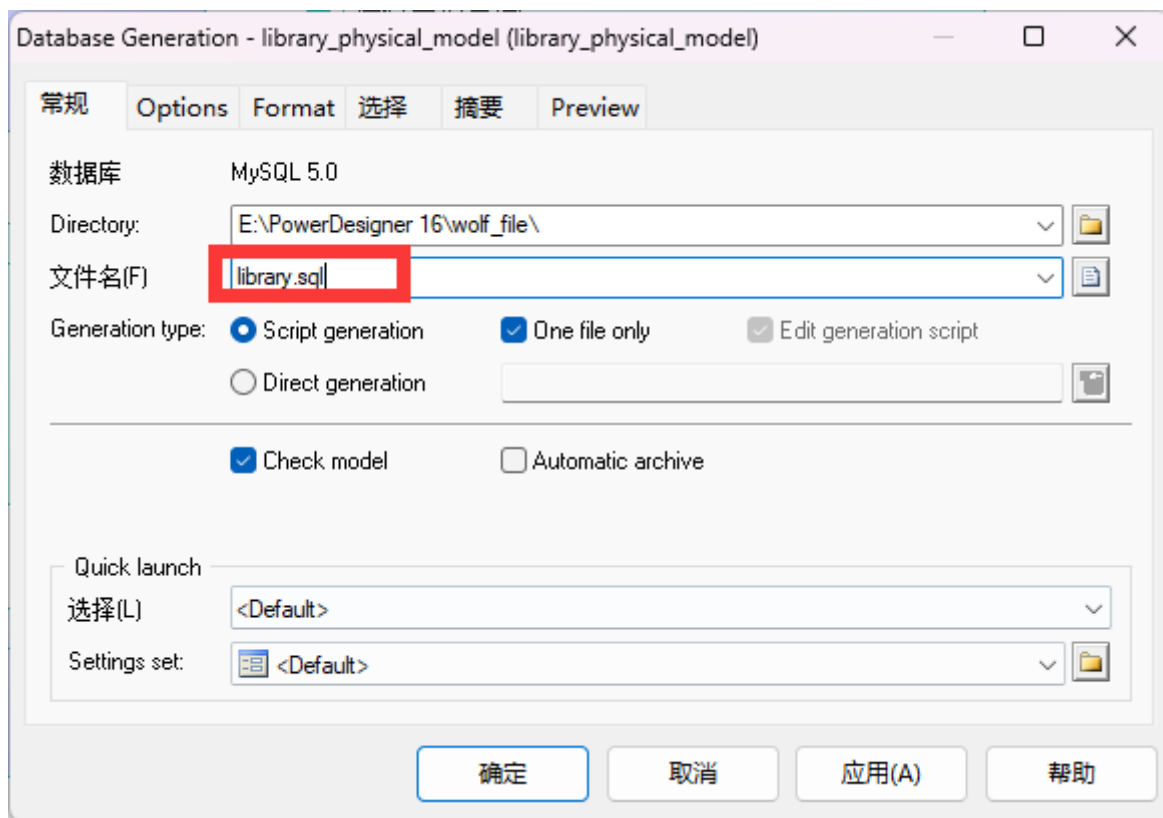 Database Generation - library_physical_model (library_physical_model)
常规 Options Format 选择 摘要 Preview
数据库 MySQL 5.0
Directory: E:\PowerDesigner 16\wolf_file\
文件名(F) library.sql
Generation type: Script generation One file only Edit generation script
Direct generation
Check model Automatic archive
Quick launch
选择(L) <Default>
Settings set: <Default>
确定 取消 应用(A) 帮助